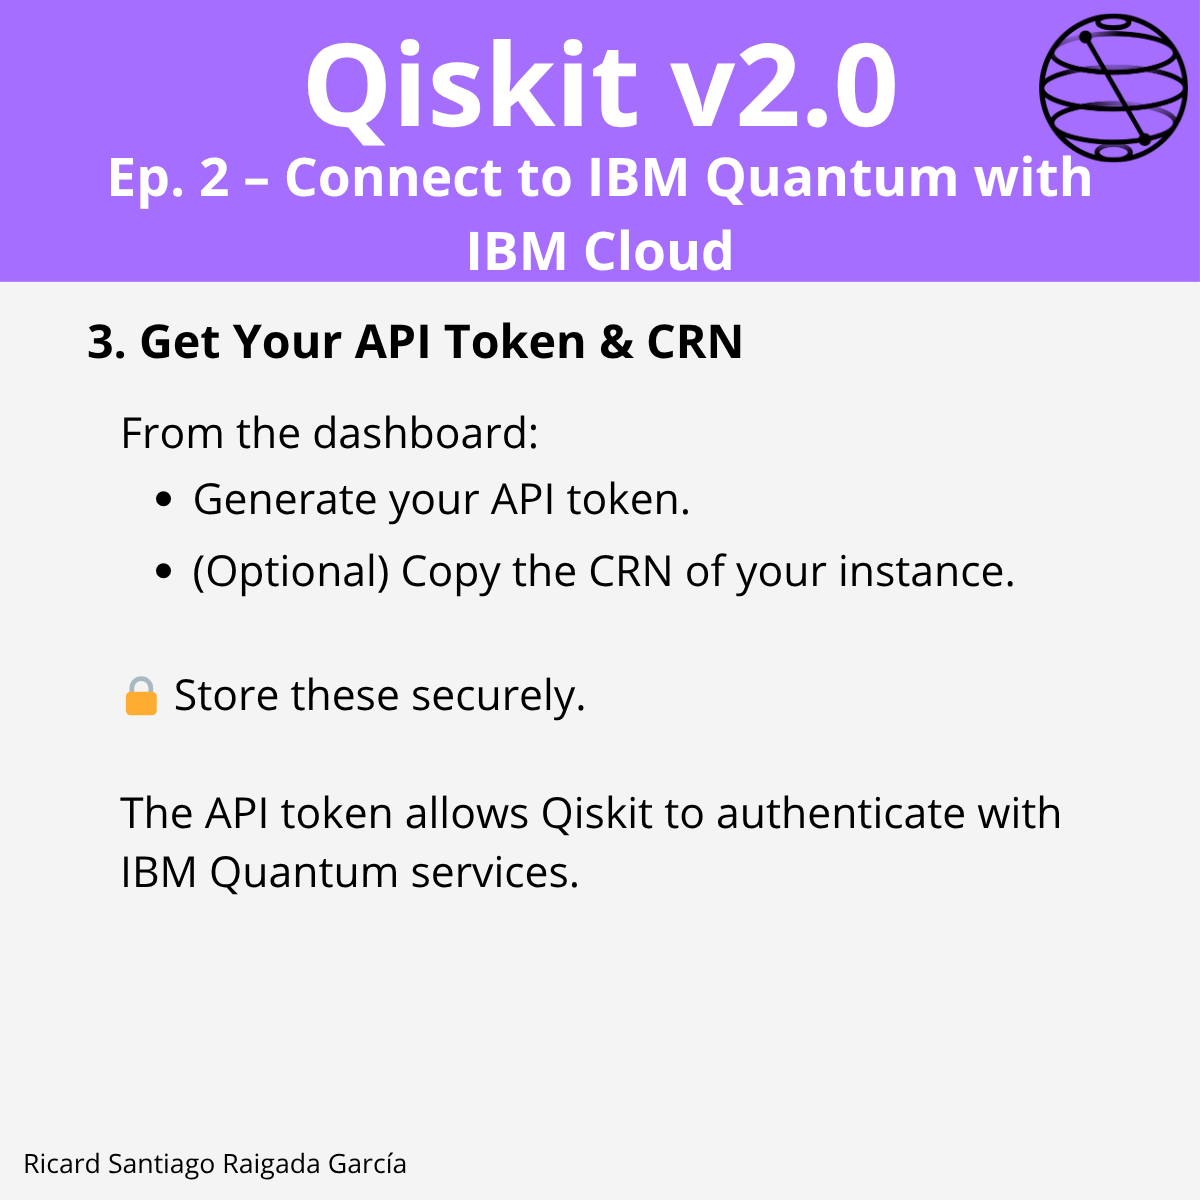 Qiskit v2.0
Ep. 2 – Connect to IBM Quantum with
IBM Cloud
3. Get Your API Token & CRN
From the dashboard:
• Generate your API token.
• (Optional) Copy the CRN of your instance.
🔒 Store these securely.
The API token allows Qiskit to authenticate with
IBM Quantum services.
Ricard Santiago Raigada García